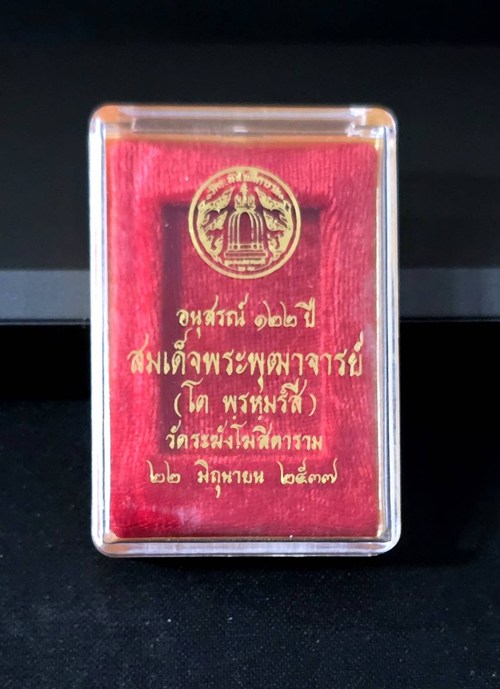 อนุสรณ์ ๑๒๒ ปี
สมเด็จพระพุฒาจารย์
(โต พฺรหฺมรํสี)
วัดระฆังโฆสิตาราม
๒๒ มิถุนายน ๒๕๓๗